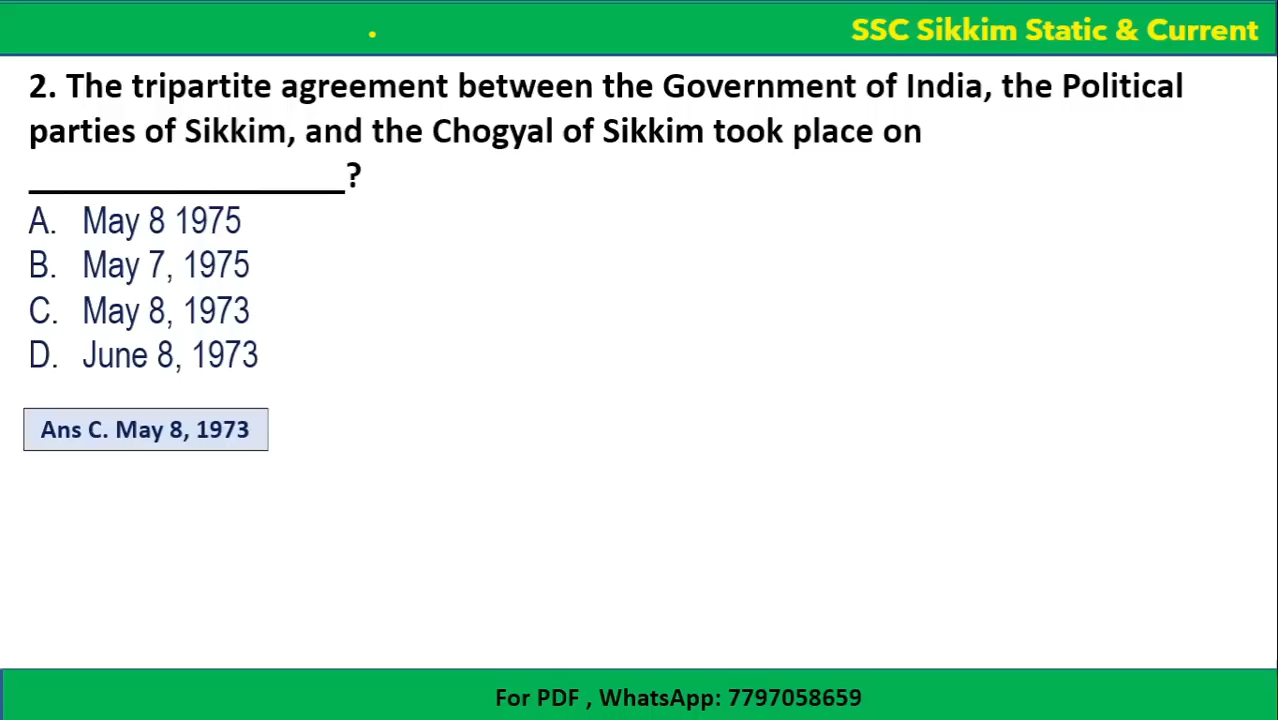 SSC Sikkim Static & Current
2. The tripartite agreement between the Government of India, the Political
parties of Sikkim, and the Chogyal of Sikkim took place on
__________________?
A. May 8 1975
B. May 7, 1975
C. May 8, 1973
D. June 8, 1973
Ans C. May 8, 1973
For PDF , WhatsApp: 7797058659